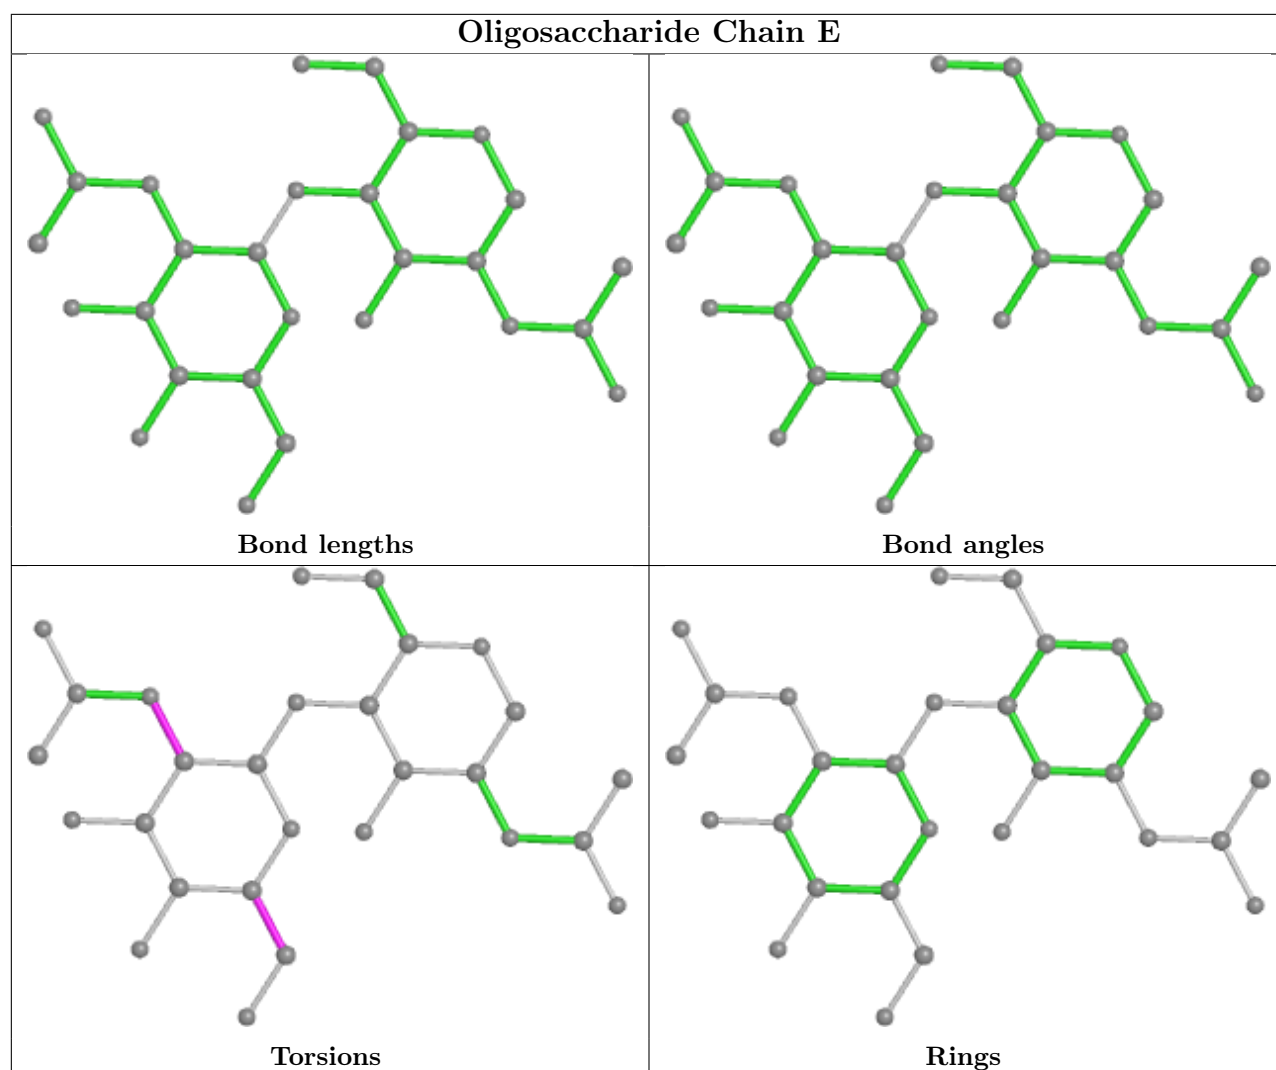 Oligosaccharide Chain E
Bond lengths
Bond angles
Torsions
Rings